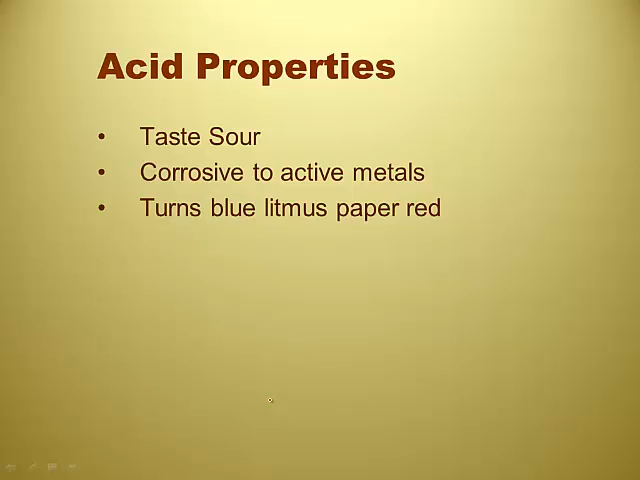 Acid Properties
• Taste Sour
• Corrosive to active metals
• Turns blue litmus paper red